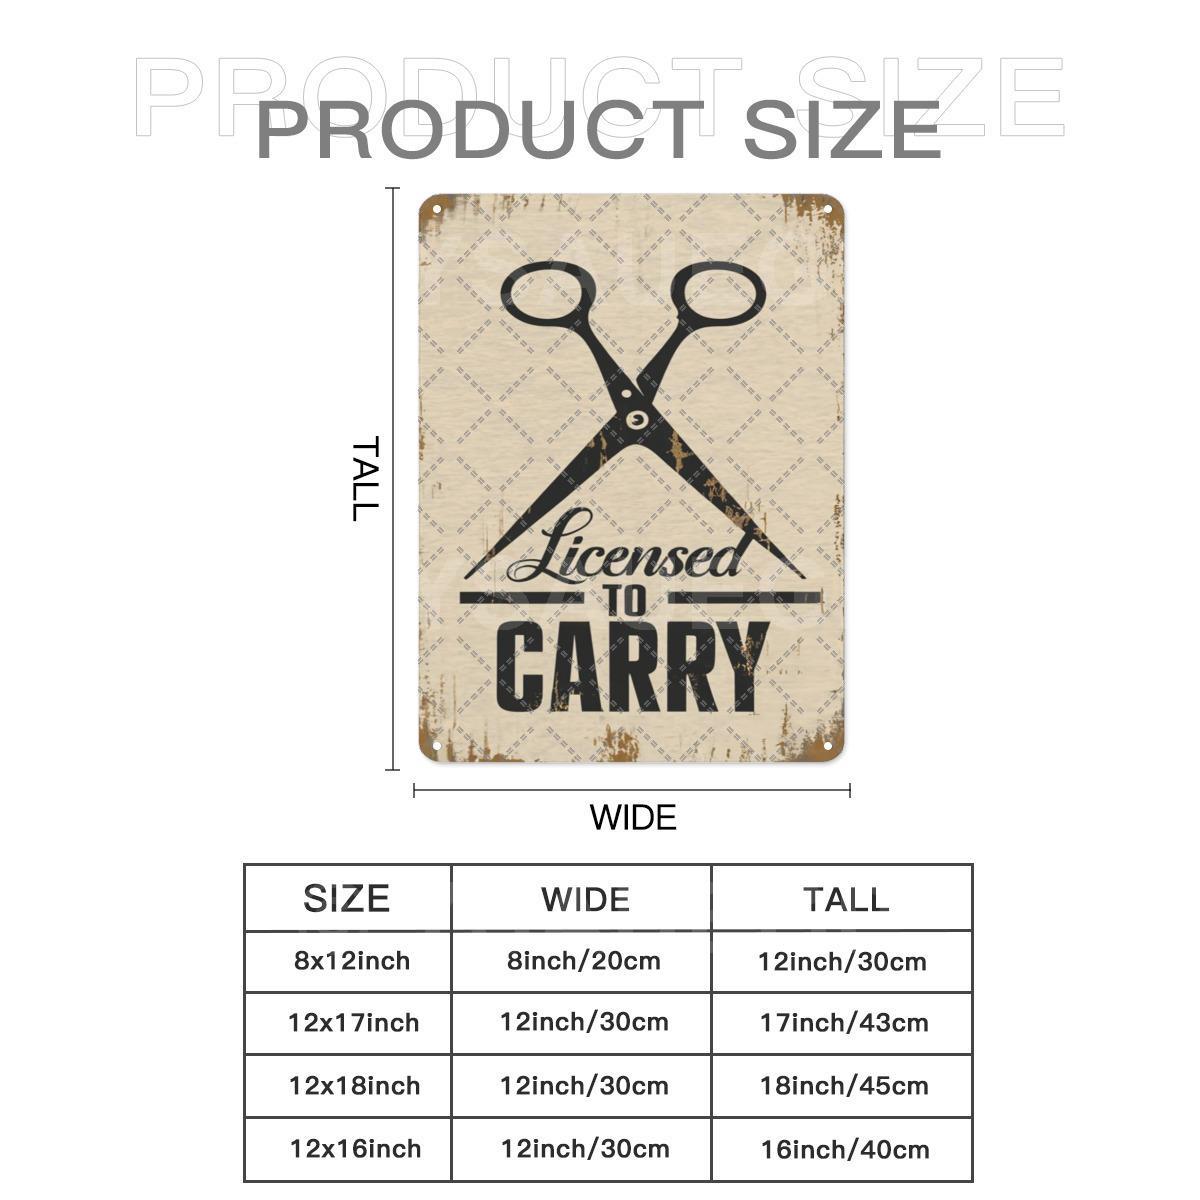 PRODUCT SIZE
PRODUCT SIZE
TALL
Licensed
TO
CARRY
WIDE
SIZE WIDE TALL
8x12inch 8inch/20cm 12inch/30cm
12x17inch 12inch/30cm 17inch/43cm
12x18inch 12inch/30cm 18inch/45cm
12x16inch 12inch/30cm 16inch/40cm